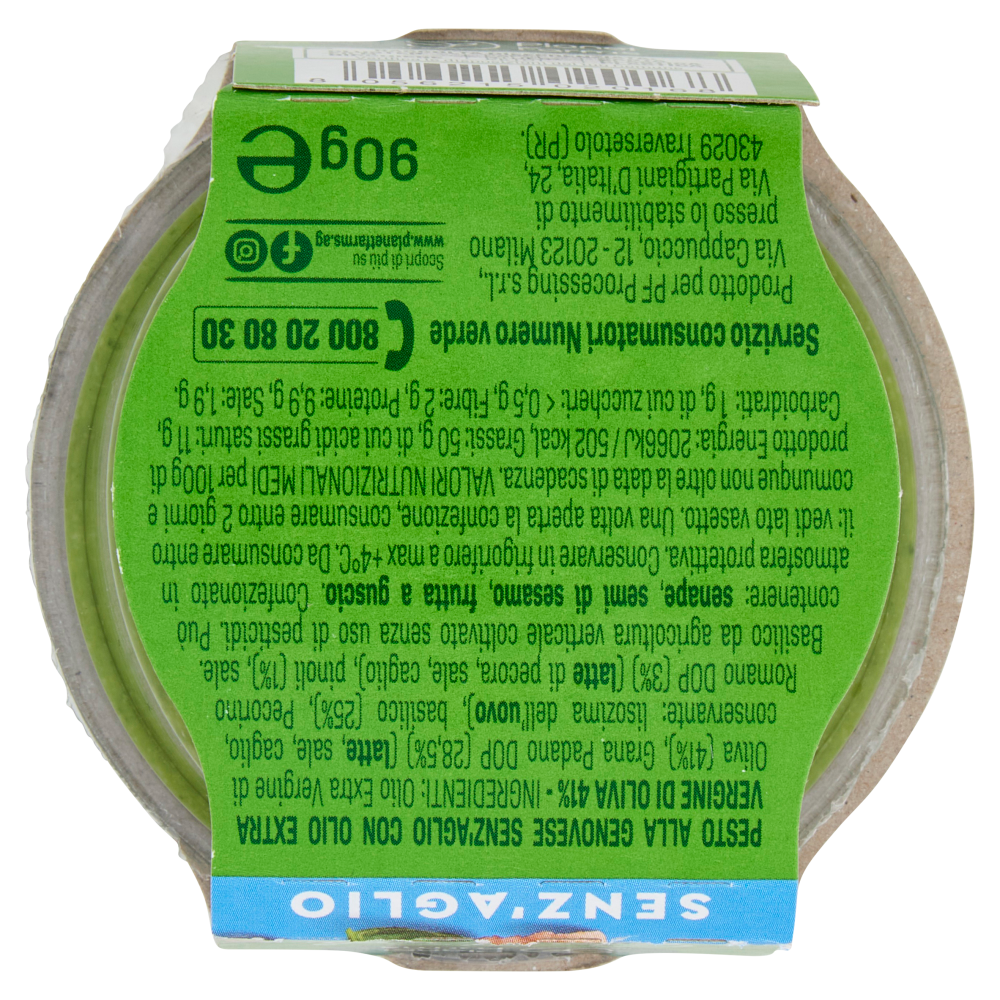 SENZ'AGLIO
PESTO ALLA GENOVESE SENZ'AGLIO CON OLIO EXTRA
VERGINE DI OLIVA 41% - INGREDIENTI: Olio Extra Vergine di
Oliva (41%), Grana Padano DOP (28,5%) (latte, sale, caglio,
conservante: lisozima dell'uovo), basilico (25%), Pecorino
Romano DOP (3%) (latte di pecora, sale, caglio), pinoli (1%), sale.
Basilico da agricoltura verticale coltivato senza uso di pesticidi. Può
contenere: senape, semi di sesamo, frutta a guscio. Confezionato in
atmosfera protettiva. Conservare in frigorifero a max +4°C. Da consumare entro
il: vedi lato vasetto. Una volta aperta la confezione, consumare entro 2 giorni e
comunque non oltre la data di scadenza. VALORI NUTRIZIONALI MEDI per 100g di
prodotto Energia: 2066kJ / 502 kcal, Grassi: 50 g, di cui acidi grassi saturi: 11 g,
Carboidrati: 1 g di cui zuccheri: < 0,5 g, Fibre: 2 g, Proteine: 9,9 g, Sale: 1,9 g.
Servizio consumatori Numero verde 800 20 80 30
Prodotto per PF Processing s.r.l.,
Via Cappuccio, 12 - 20123 Milano
presso lo stabilimento di
Via Partigiani D'Italia, 24,
43029 Traversetolo (PR).
Scopri di più su
www.planetfarms.ag
90g e